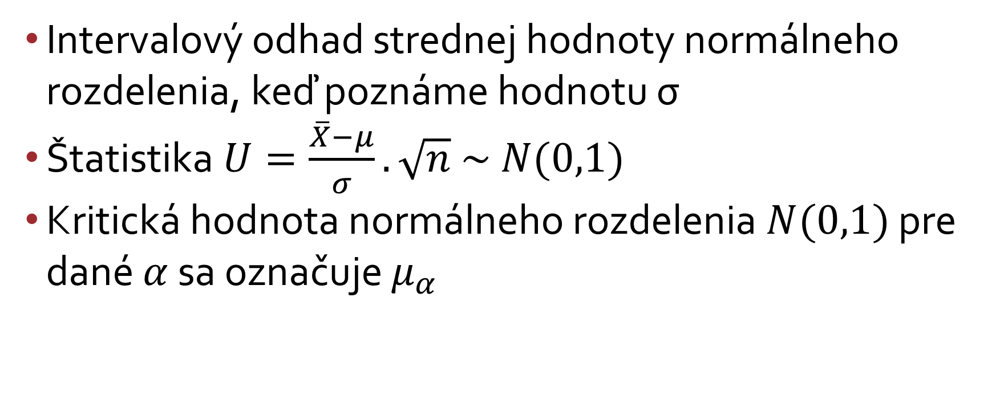 • Intervalový odhad strednej hodnoty normálneho
rozdelenia, keď poznáme hodnotu σ
• Štatistika $U = \frac{\bar{X}-\mu}{\sigma} . \sqrt{n} \sim N(0,1)$
• Kritická hodnota normálneho rozdelenia $N(0,1)$ pre
dané $\alpha$ sa označuje $\mu_\alpha$